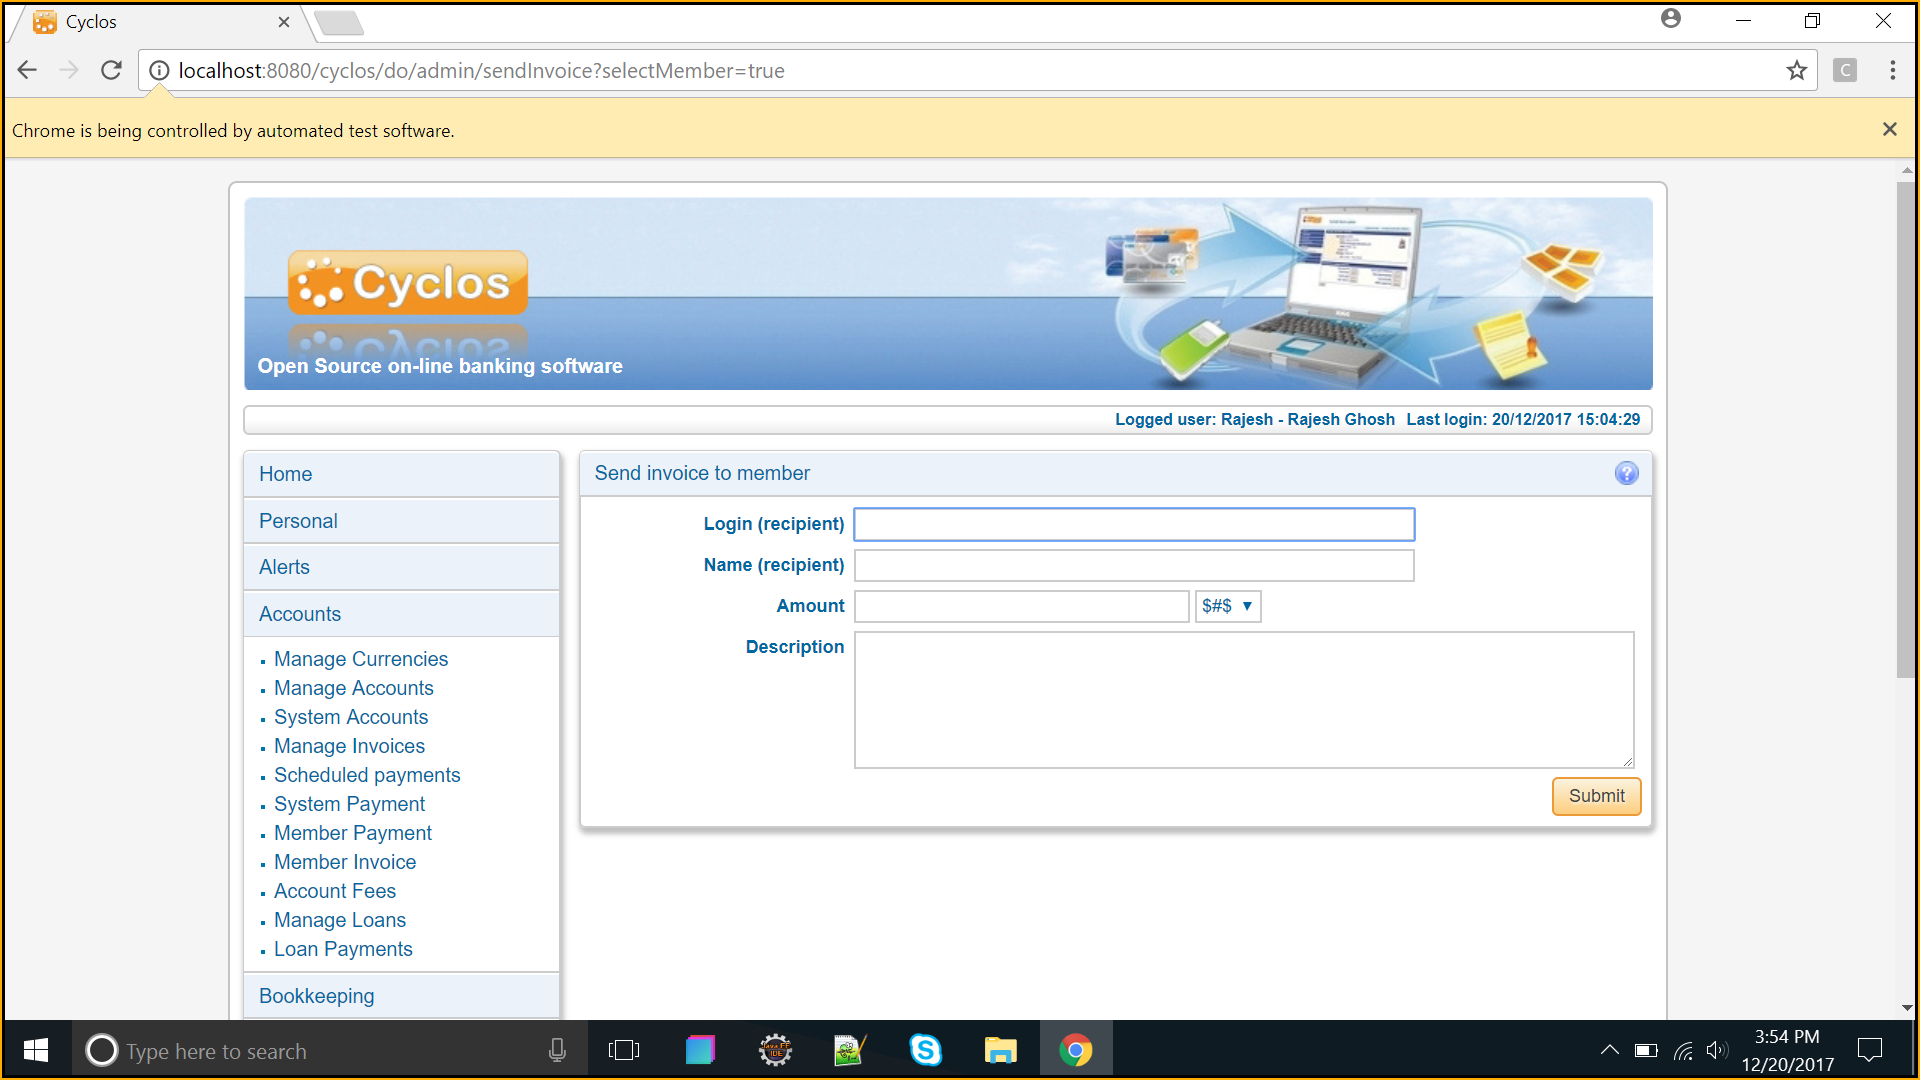 Cyclos
localhost:8080/cyclos/do/admin/sendInvoice?selectMember=true
C
Chrome is being controlled by automated test software.
Cyclos
Open Source on-line banking software
Logged user: Rajesh - Rajesh Ghosh Last login: 20/12/2017 15:04:29
Home
Personal
Alerts
Accounts
Manage Currencies
Manage Accounts
System Accounts
Manage Invoices
Scheduled payments
System Payment
Member Payment
Member Invoice
Account Fees
Manage Loans
Loan Payments
Bookkeeping
Send invoice to member
?
Login (recipient)
Name (recipient)
Amount
$#$
Description
Submit
Type here to search
3:54 PM
12/20/2017